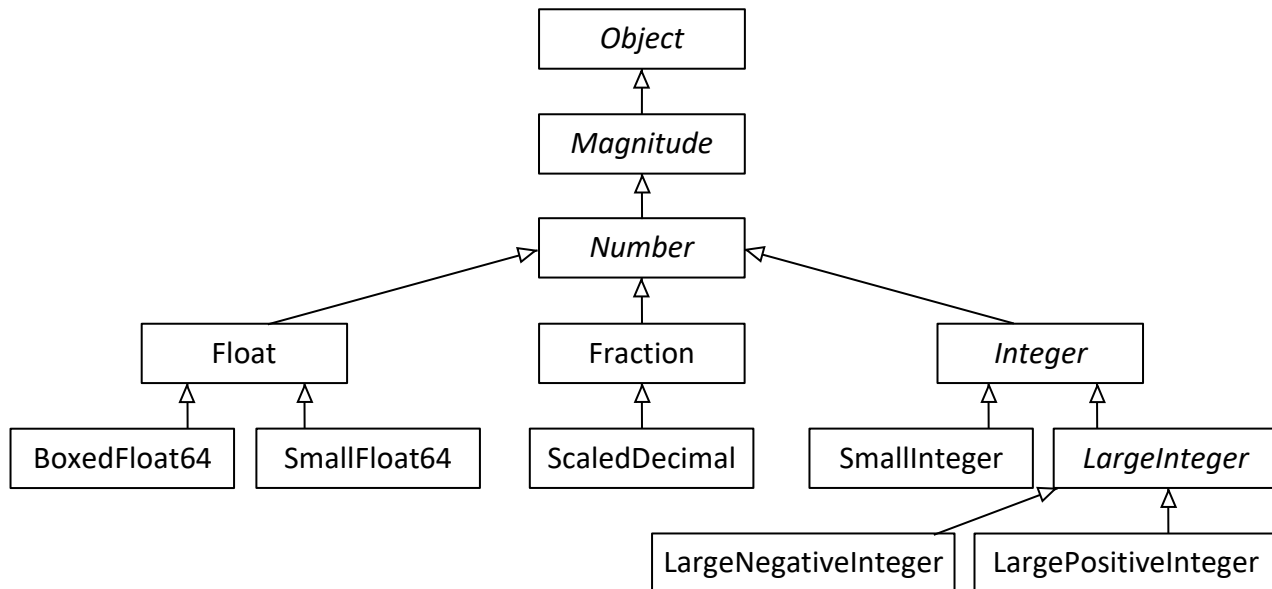 Object
Magnitude
Number
Float
Fraction
Integer
BoxedFloat64
SmallFloat64
ScaledDecimal
SmallInteger
LargeInteger
LargeNegativeInteger
LargePositiveInteger